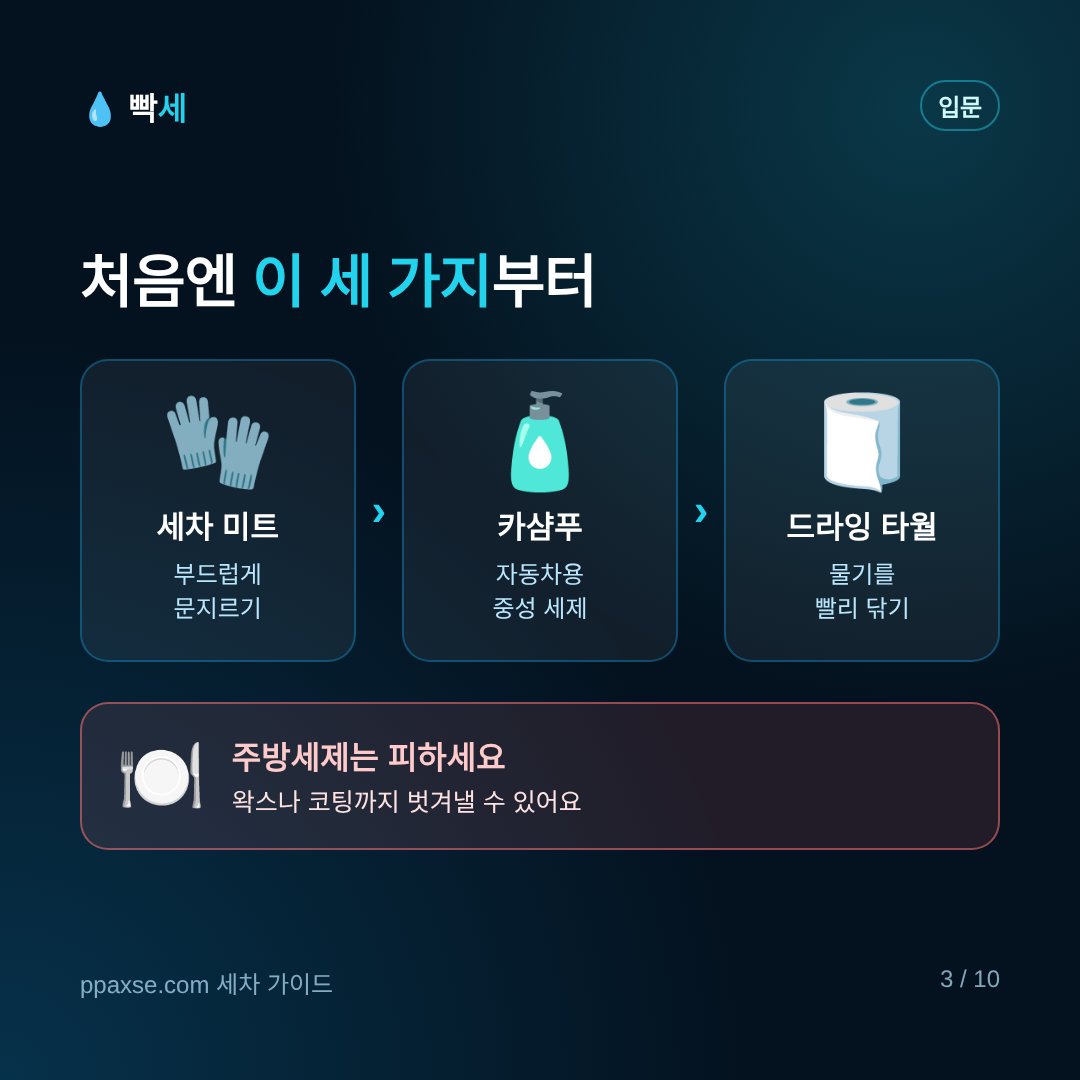 빡세
입문
처음엔 이 세 가지부터
세차 미트
부드럽게
문지르기
›
카샴푸
자동차용
중성 세제
›
드라잉 타월
물기를
빨리 닦기
주방세제는 피하세요
왁스나 코팅까지 벗겨낼 수 있어요
ppaxse.com 세차 가이드
3 / 10